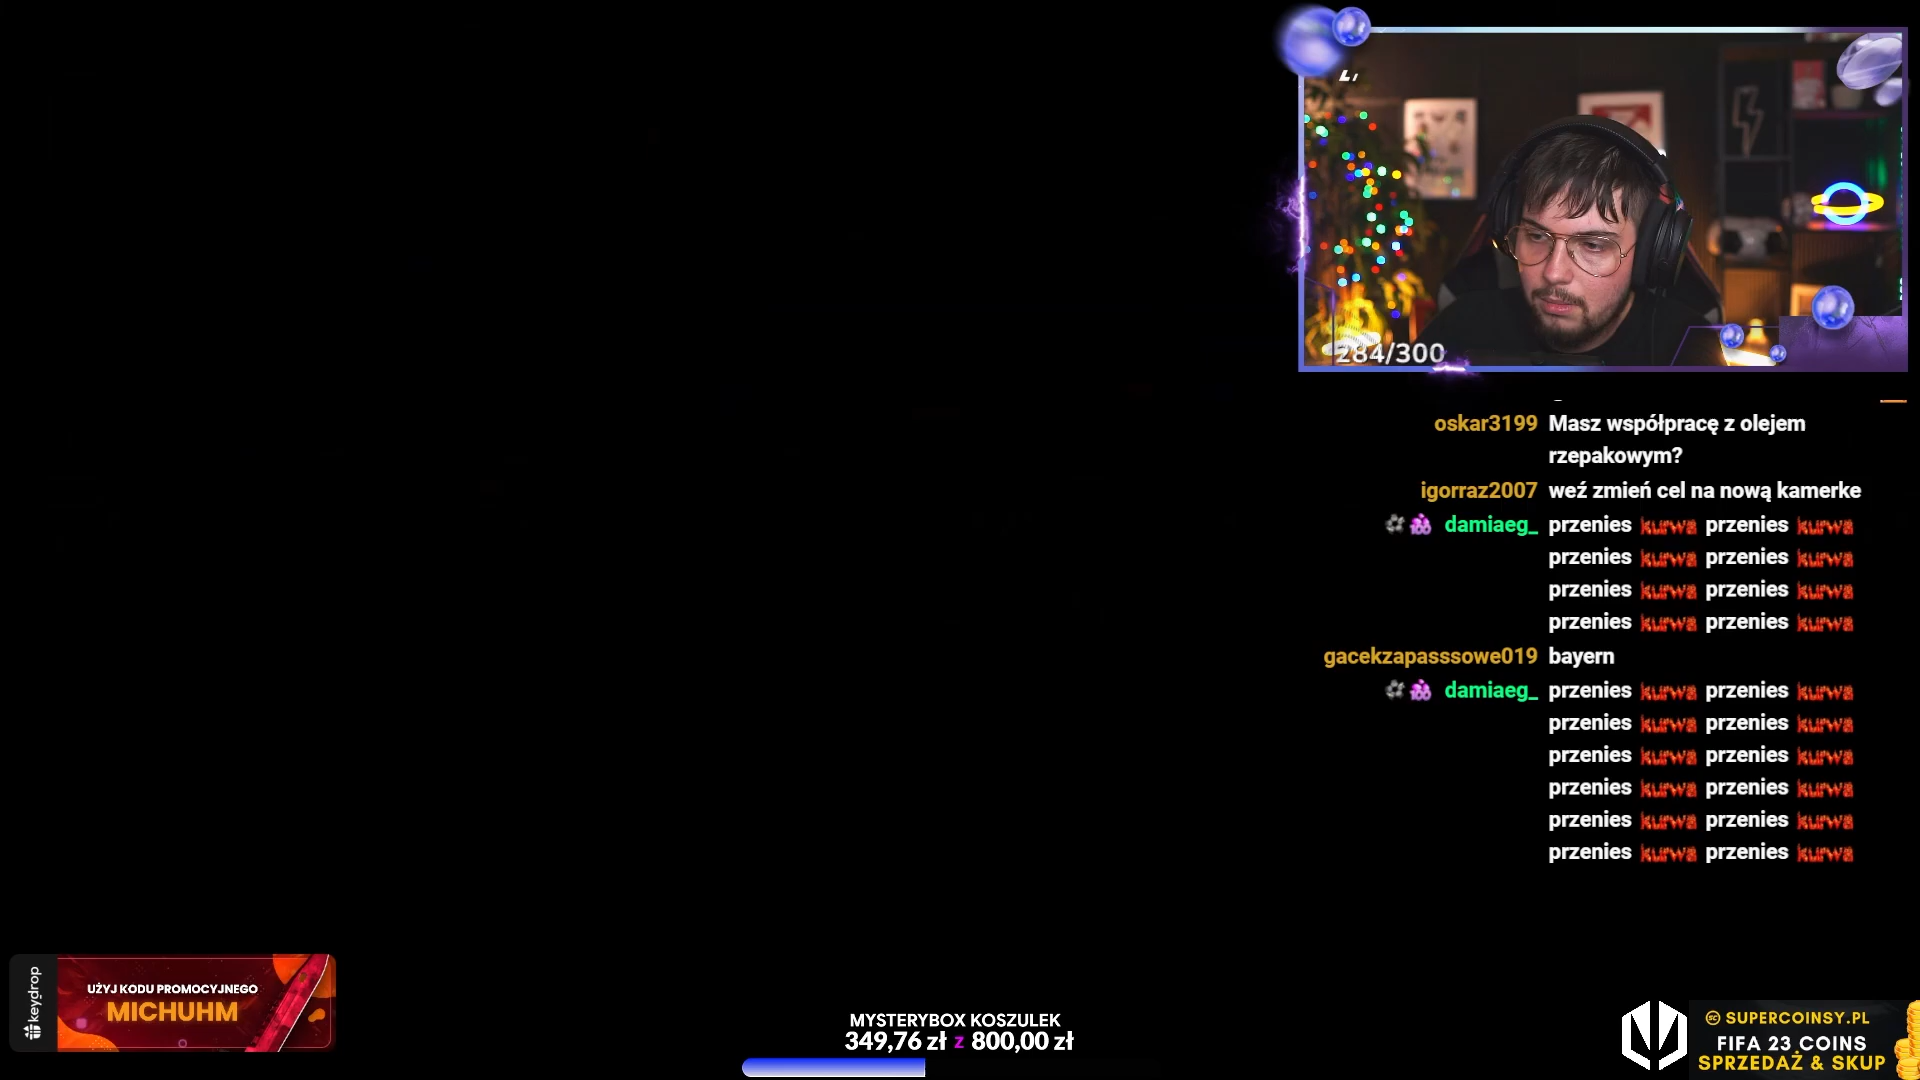 284/300
oskar3199 Masz współpracę z olejem
rzepakowym?
igorraz2007 weź zmień cel na nową kamerke
damiaeg_ przenies kurwa przenies kurwa
przenies kurwa przenies kurwa
przenies kurwa przenies kurwa
przenies kurwa przenies kurwa
gacekzapasssowe019 bayern
damiaeg_ przenies kurwa przenies kurwa
przenies kurwa przenies kurwa
przenies kurwa przenies kurwa
przenies kurwa przenies kurwa
przenies kurwa przenies kurwa
przenies kurwa przenies kurwa
keydrop
UŻYJ KODU PROMOCYJNEGO
MICHUHM
MYSTERYBOX KOSZULEK
349,76 zł z 800,00 zł
SC SUPERCOINSY.PL
FIFA 23 COINS
SPRZEDAŻ & SKUP